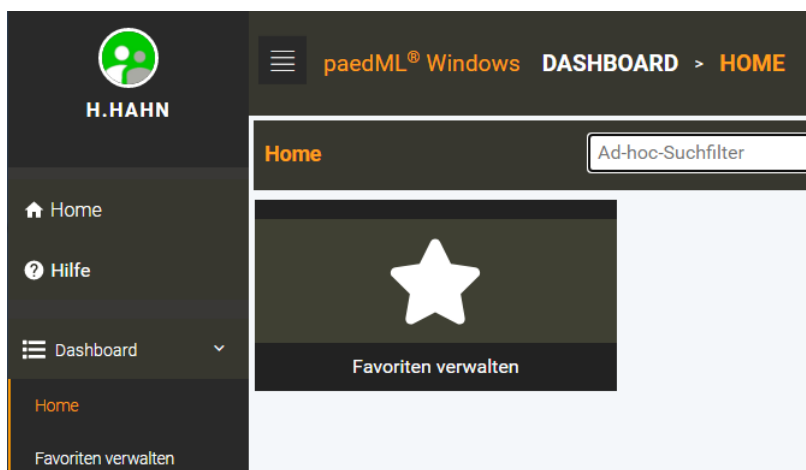 H.HAHN
Home
Hilfe
Dashboard
Home
Favoriten verwalten
paedML® Windows DASHBOARD > HOME
Home
Ad-hoc-Suchfilter
Favoriten verwalten